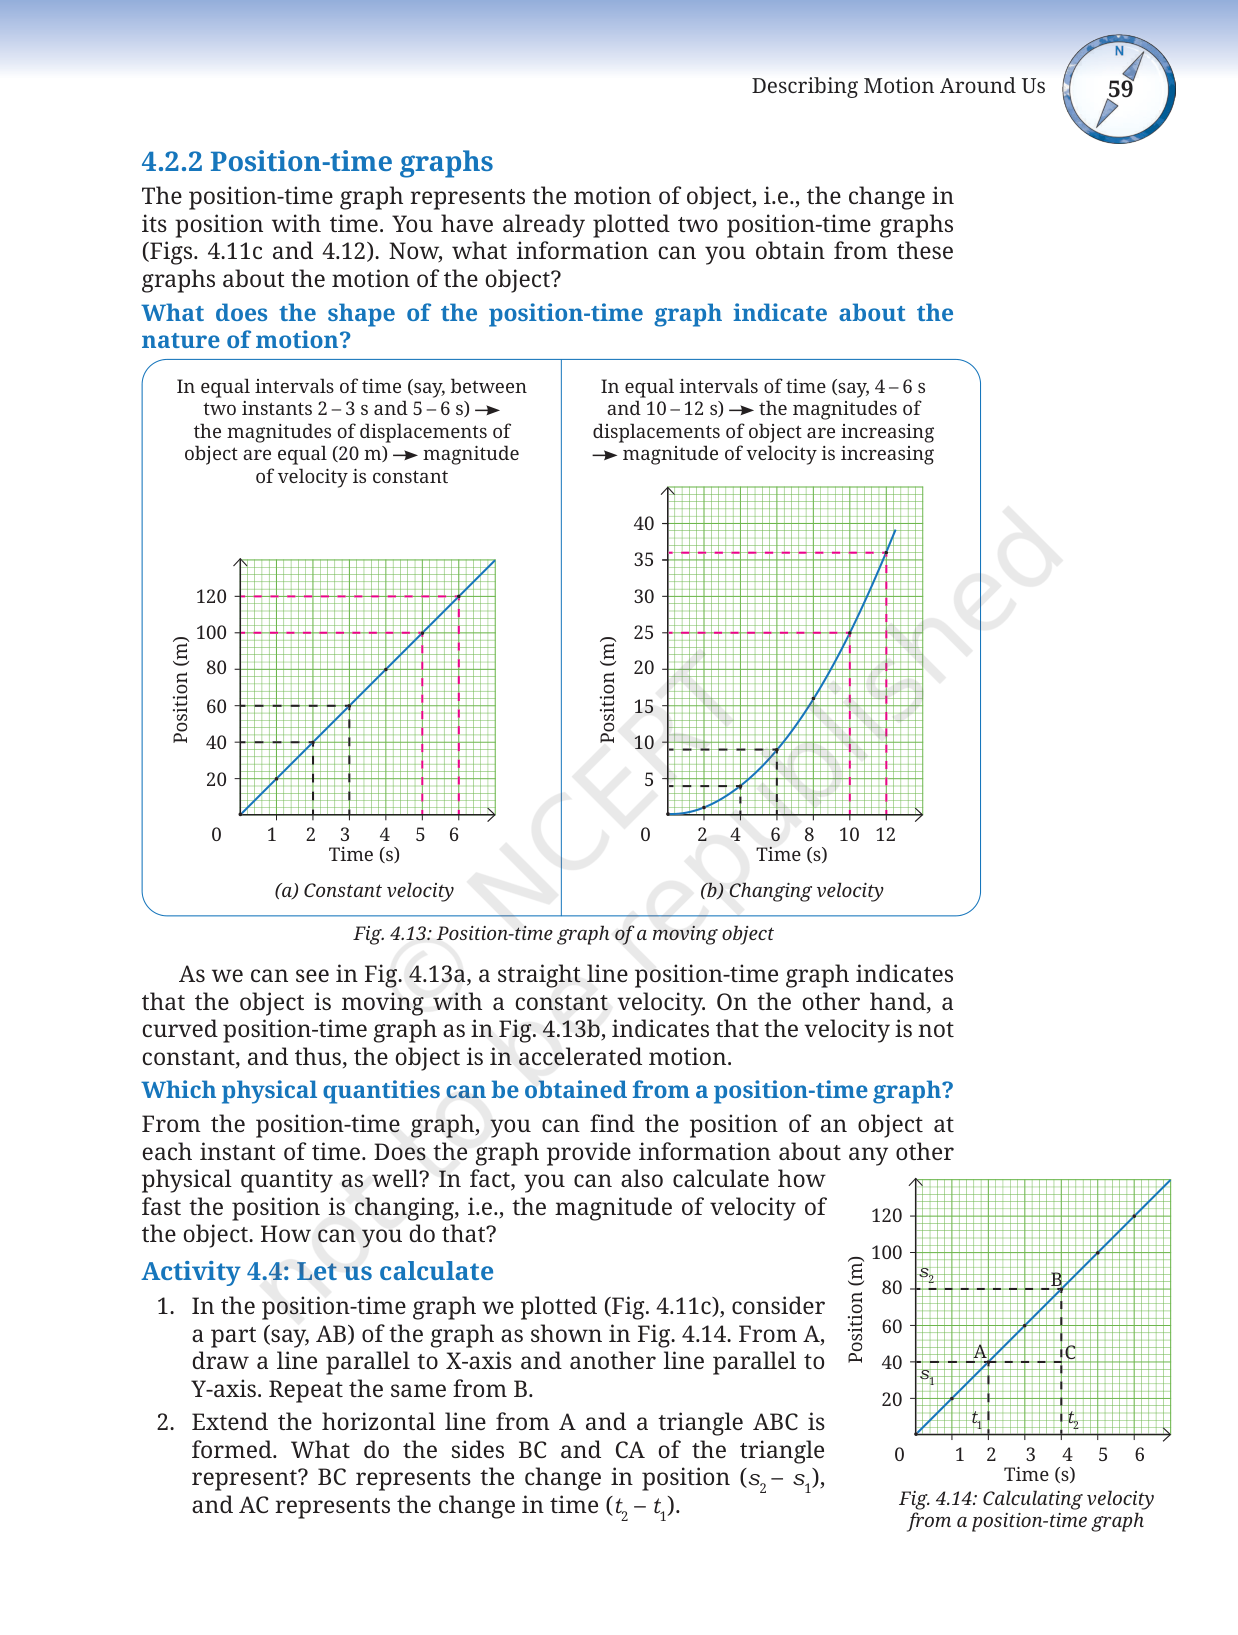 Describing Motion Around Us
N
59
4.2.2 Position-time graphs
The position-time graph represents the motion of object, i.e., the change in
its position with time. You have already plotted two position-time graphs
(Figs. 4.11c and 4.12). Now, what information can you obtain from these
graphs about the motion of the object?
What does the shape of the position-time graph indicate about the
nature of motion?
In equal intervals of time (say, between
two instants 2 – 3 s and 5 – 6 s) →
the magnitudes of displacements of
object are equal (20 m) → magnitude
of velocity is constant
120
100
80
60
40
20
Position (m)
0 1 2 3 4 5 6
Time (s)
(a) Constant velocity
In equal intervals of time (say, 4 – 6 s
and 10 – 12 s) → the magnitudes of
displacements of object are increasing
→ magnitude of velocity is increasing
40
35
30
25
20
15
10
5
Position (m)
0 2 4 6 8 10 12
Time (s)
(b) Changing velocity
Fig. 4.13: Position-time graph of a moving object
As we can see in Fig. 4.13a, a straight line position-time graph indicates
that the object is moving with a constant velocity. On the other hand, a
curved position-time graph as in Fig. 4.13b, indicates that the velocity is not
constant, and thus, the object is in accelerated motion.
Which physical quantities can be obtained from a position-time graph?
From the position-time graph, you can find the position of an object at
each instant of time. Does the graph provide information about any other
physical quantity as well? In fact, you can also calculate how
fast the position is changing, i.e., the magnitude of velocity of
the object. How can you do that?
Activity 4.4: Let us calculate
1. In the position-time graph we plotted (Fig. 4.11c), consider
a part (say, AB) of the graph as shown in Fig. 4.14. From A,
draw a line parallel to X-axis and another line parallel to
Y-axis. Repeat the same from B.
2. Extend the horizontal line from A and a triangle ABC is
formed. What do the sides BC and CA of the triangle
represent? BC represents the change in position (s₂ – s₁),
and AC represents the change in time (t₂ – t₁).
120
100
80
60
40
20
Position (m)
s₂
B
A
C
s₁
t₁
t₂
0 1 2 3 4 5 6
Time (s)
Fig. 4.14: Calculating velocity
from a position-time graph
© NCERT
not to be republished